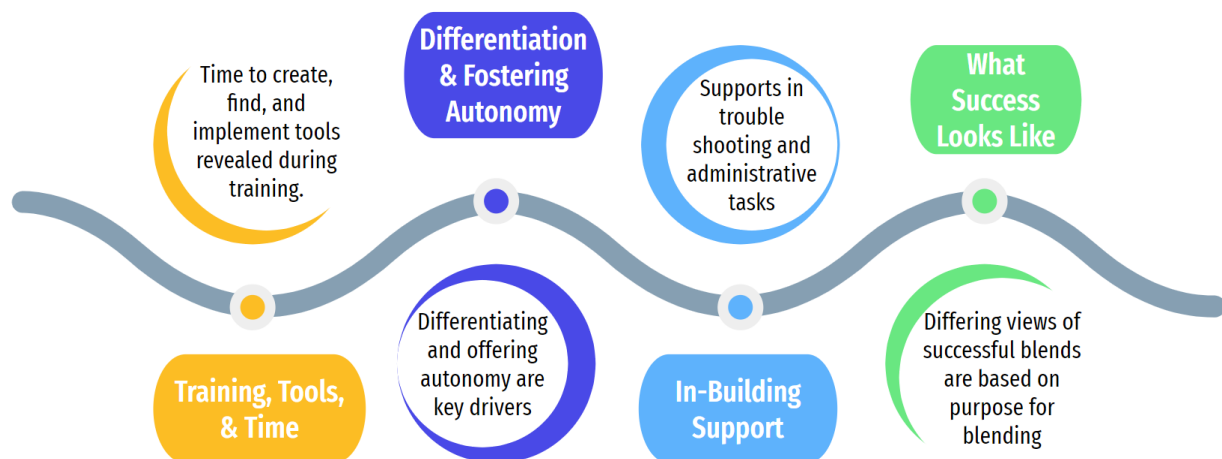 Time to create,
find, and
implement tools
revealed during
training.
Training, Tools,
& Time
Differentiation
& Fostering
Autonomy
Differentiating
and offering
autonomy are
key drivers
Supports in
trouble
shooting and
administrative
tasks
In-Building
Support
What
Success
Looks Like
Differing views of
successful blends
are based on
purpose for
blending